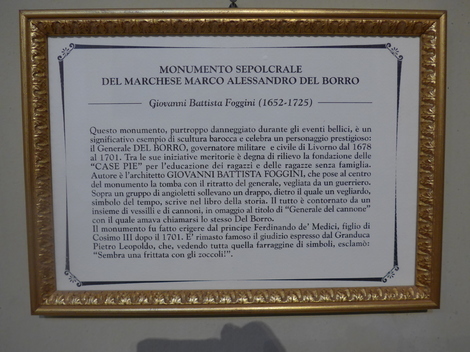 MONUMENTO SEPOLCRALE
DEL MARCHESE MARCO ALESSANDRO DEL BORRO
Giovanni Battista Foggini (1652-1725)
Questo monumento, purtroppo danneggiato durante gli eventi bellici, è un
significativo esempio di scultura barocca e celebra un personaggio prestigioso:
il Generale DEL BORRO, governatore militare e civile di Livorno dal 1678
al 1701. Tra le sue iniziative meritorie è degna di rilievo la fondazione delle
"CASE PIE" per l'educazione dei ragazzi e delle ragazze senza famiglia.
Autore è l'architetto GIOVANNI BATTISTA FOGGINI, che pose al centro
del monumento la tomba con il ritratto del generale, vegliata da un guerriero.
Sopra un gruppo di angioletti sollevano un drappo, dietro il quale un vegliardo,
simbolo del tempo, scrive nel libro della storia. Il tutto è contornato da un
insieme di vessilli e di cannoni, in omaggio al titolo di "Generale del cannone"
con il quale amava chiamarsi lo stesso Del Borro.
Il monumento fu fatto erigere dal principe Ferdinando de' Medici, figlio di
Cosimo III dopo il 1701. E' rimasto famoso il giudizio espresso dal Granduca
Pietro Leopoldo, che, vedendo tutta quella farraggine di simboli, esclamò:
"Sembra una frittata con gli zoccoli!".